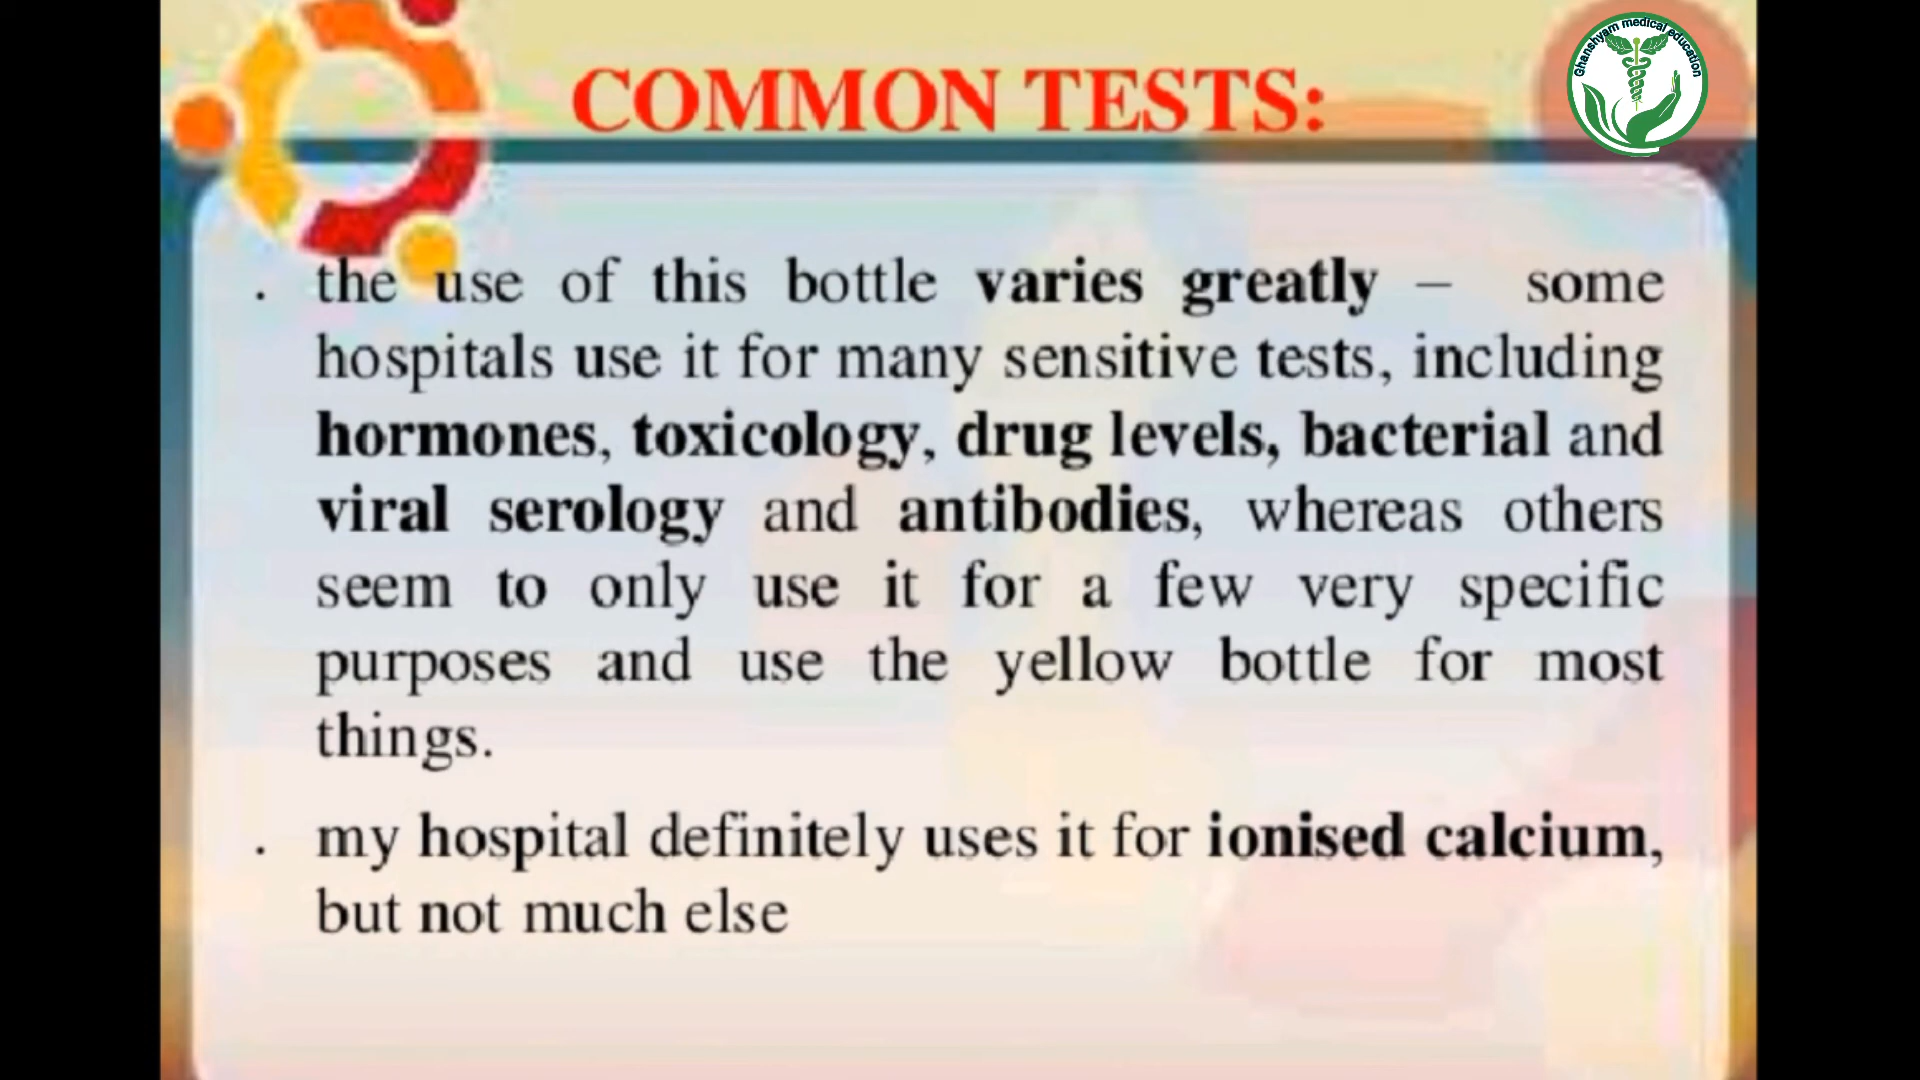 Ghanshyam medical education
COMMON TESTS:
. the use of this bottle varies greatly – some
hospitals use it for many sensitive tests, including
hormones, toxicology, drug levels, bacterial and
viral serology and antibodies, whereas others
seem to only use it for a few very specific
purposes and use the yellow bottle for most
things.
. my hospital definitely uses it for ionised calcium,
but not much else